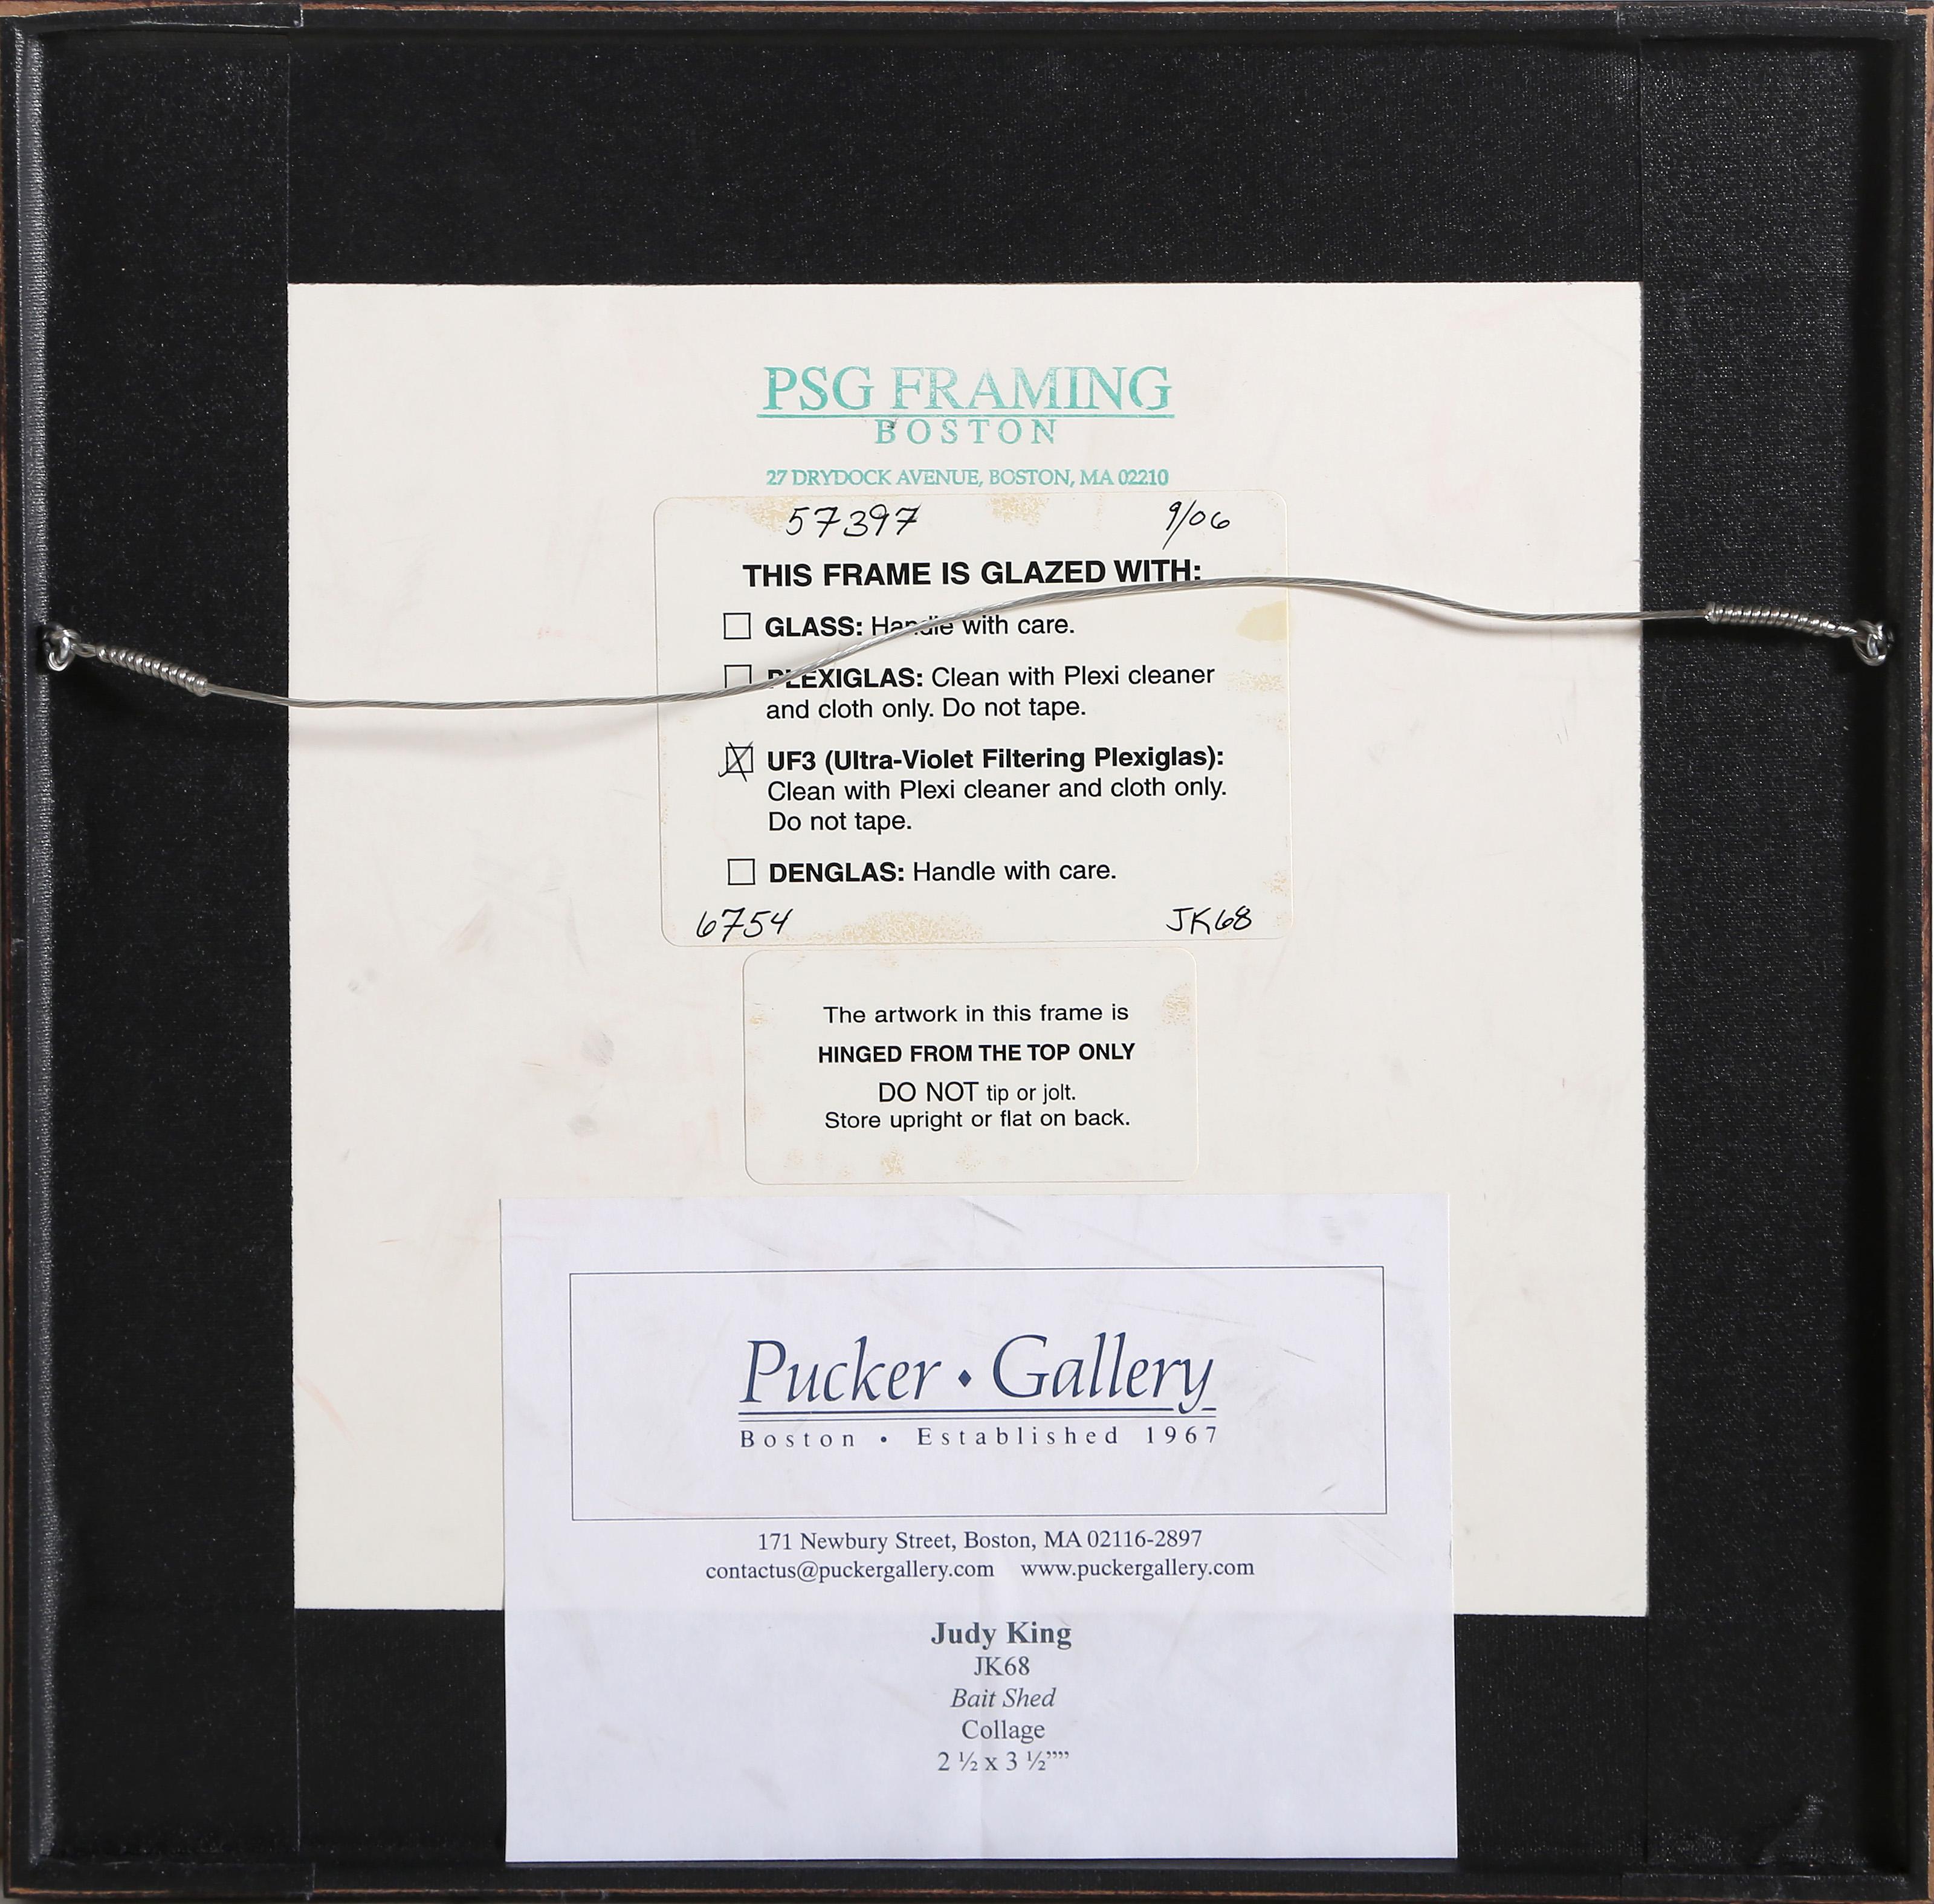 PSG FRAMING
BOSTON
27 DRYDOCK AVENUE, BOSTON, MA 02210
57397 9/06
THIS FRAME IS GLAZED WITH:
GLASS: Handle with care.
PLEXIGLAS: Clean with Plexi cleaner
and cloth only. Do not tape.
UF3 (Ultra-Violet Filtering Plexiglas):
Clean with Plexi cleaner and cloth only.
Do not tape.
DENGLAS: Handle with care.
6754 JK68
The artwork in this frame is
HINGED FROM THE TOP ONLY
DO NOT tip or jolt.
Store upright or flat on back.
Pucker ♦ Gallery
Boston • Established 1967
171 Newbury Street, Boston, MA 02116-2897
contactus@puckergallery.com www.puckergallery.com
Judy King
JK68
Bait Shed
Collage
2 ½ x 3 ½””